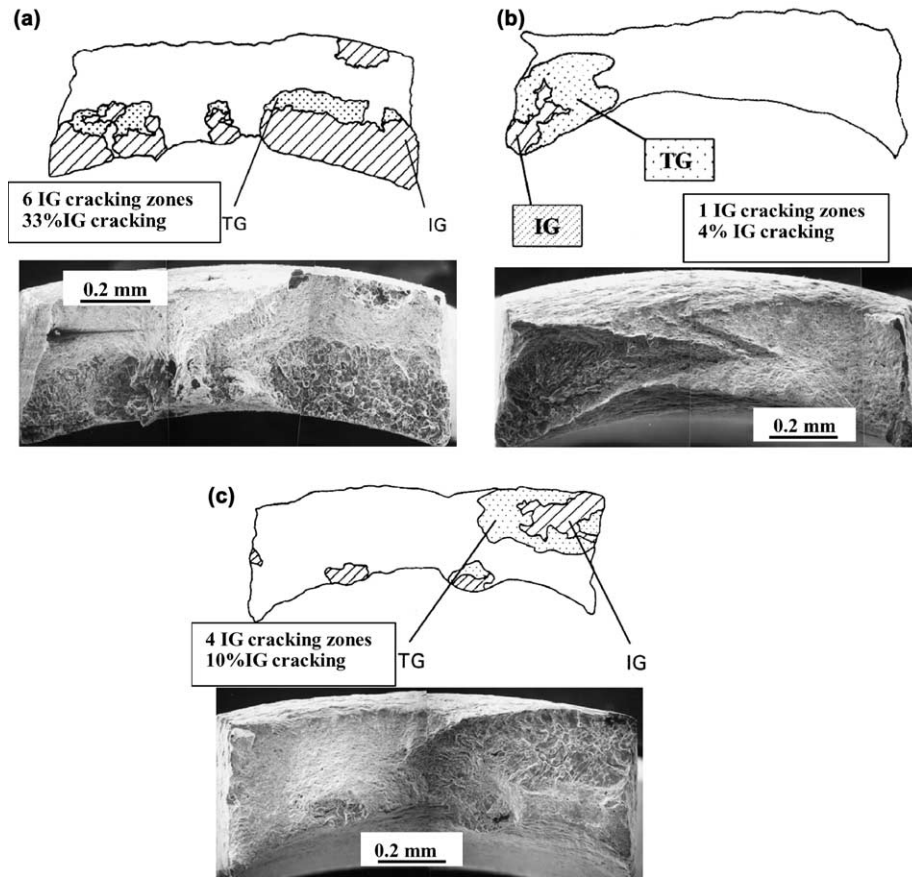 (a)
6 IG cracking zones
33%IG cracking
TG
IG
0.2 mm
(b)
TG
IG
1 IG cracking zones
4% IG cracking
0.2 mm
(c)
4 IG cracking zones
10%IG cracking
TG
IG
0.2 mm